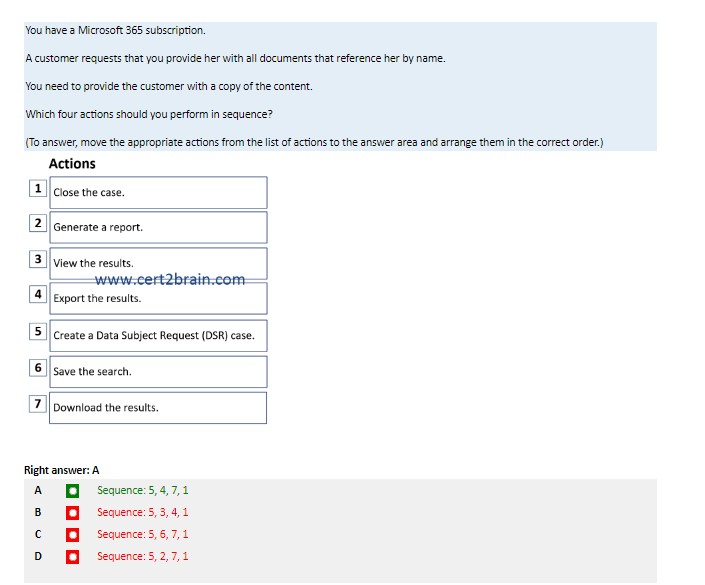 You have a Microsoft 365 subscription.
A customer requests that you provide her with all documents that reference her by name.
You need to provide the customer with a copy of the content.
Which four actions should you perform in sequence?
(To answer, move the appropriate actions from the list of actions to the answer area and arrange them in the correct order.)
Actions
1 Close the case.
2 Generate a report.
3 View the results.
www.cert2brain.com
4 Export the results.
5 Create a Data Subject Request (DSR) case.
6 Save the search.
7 Download the results.
Right answer: A
A Sequence: 5, 4, 7, 1
B Sequence: 5, 3, 4, 1
C Sequence: 5, 6, 7, 1
D Sequence: 5, 2, 7, 1